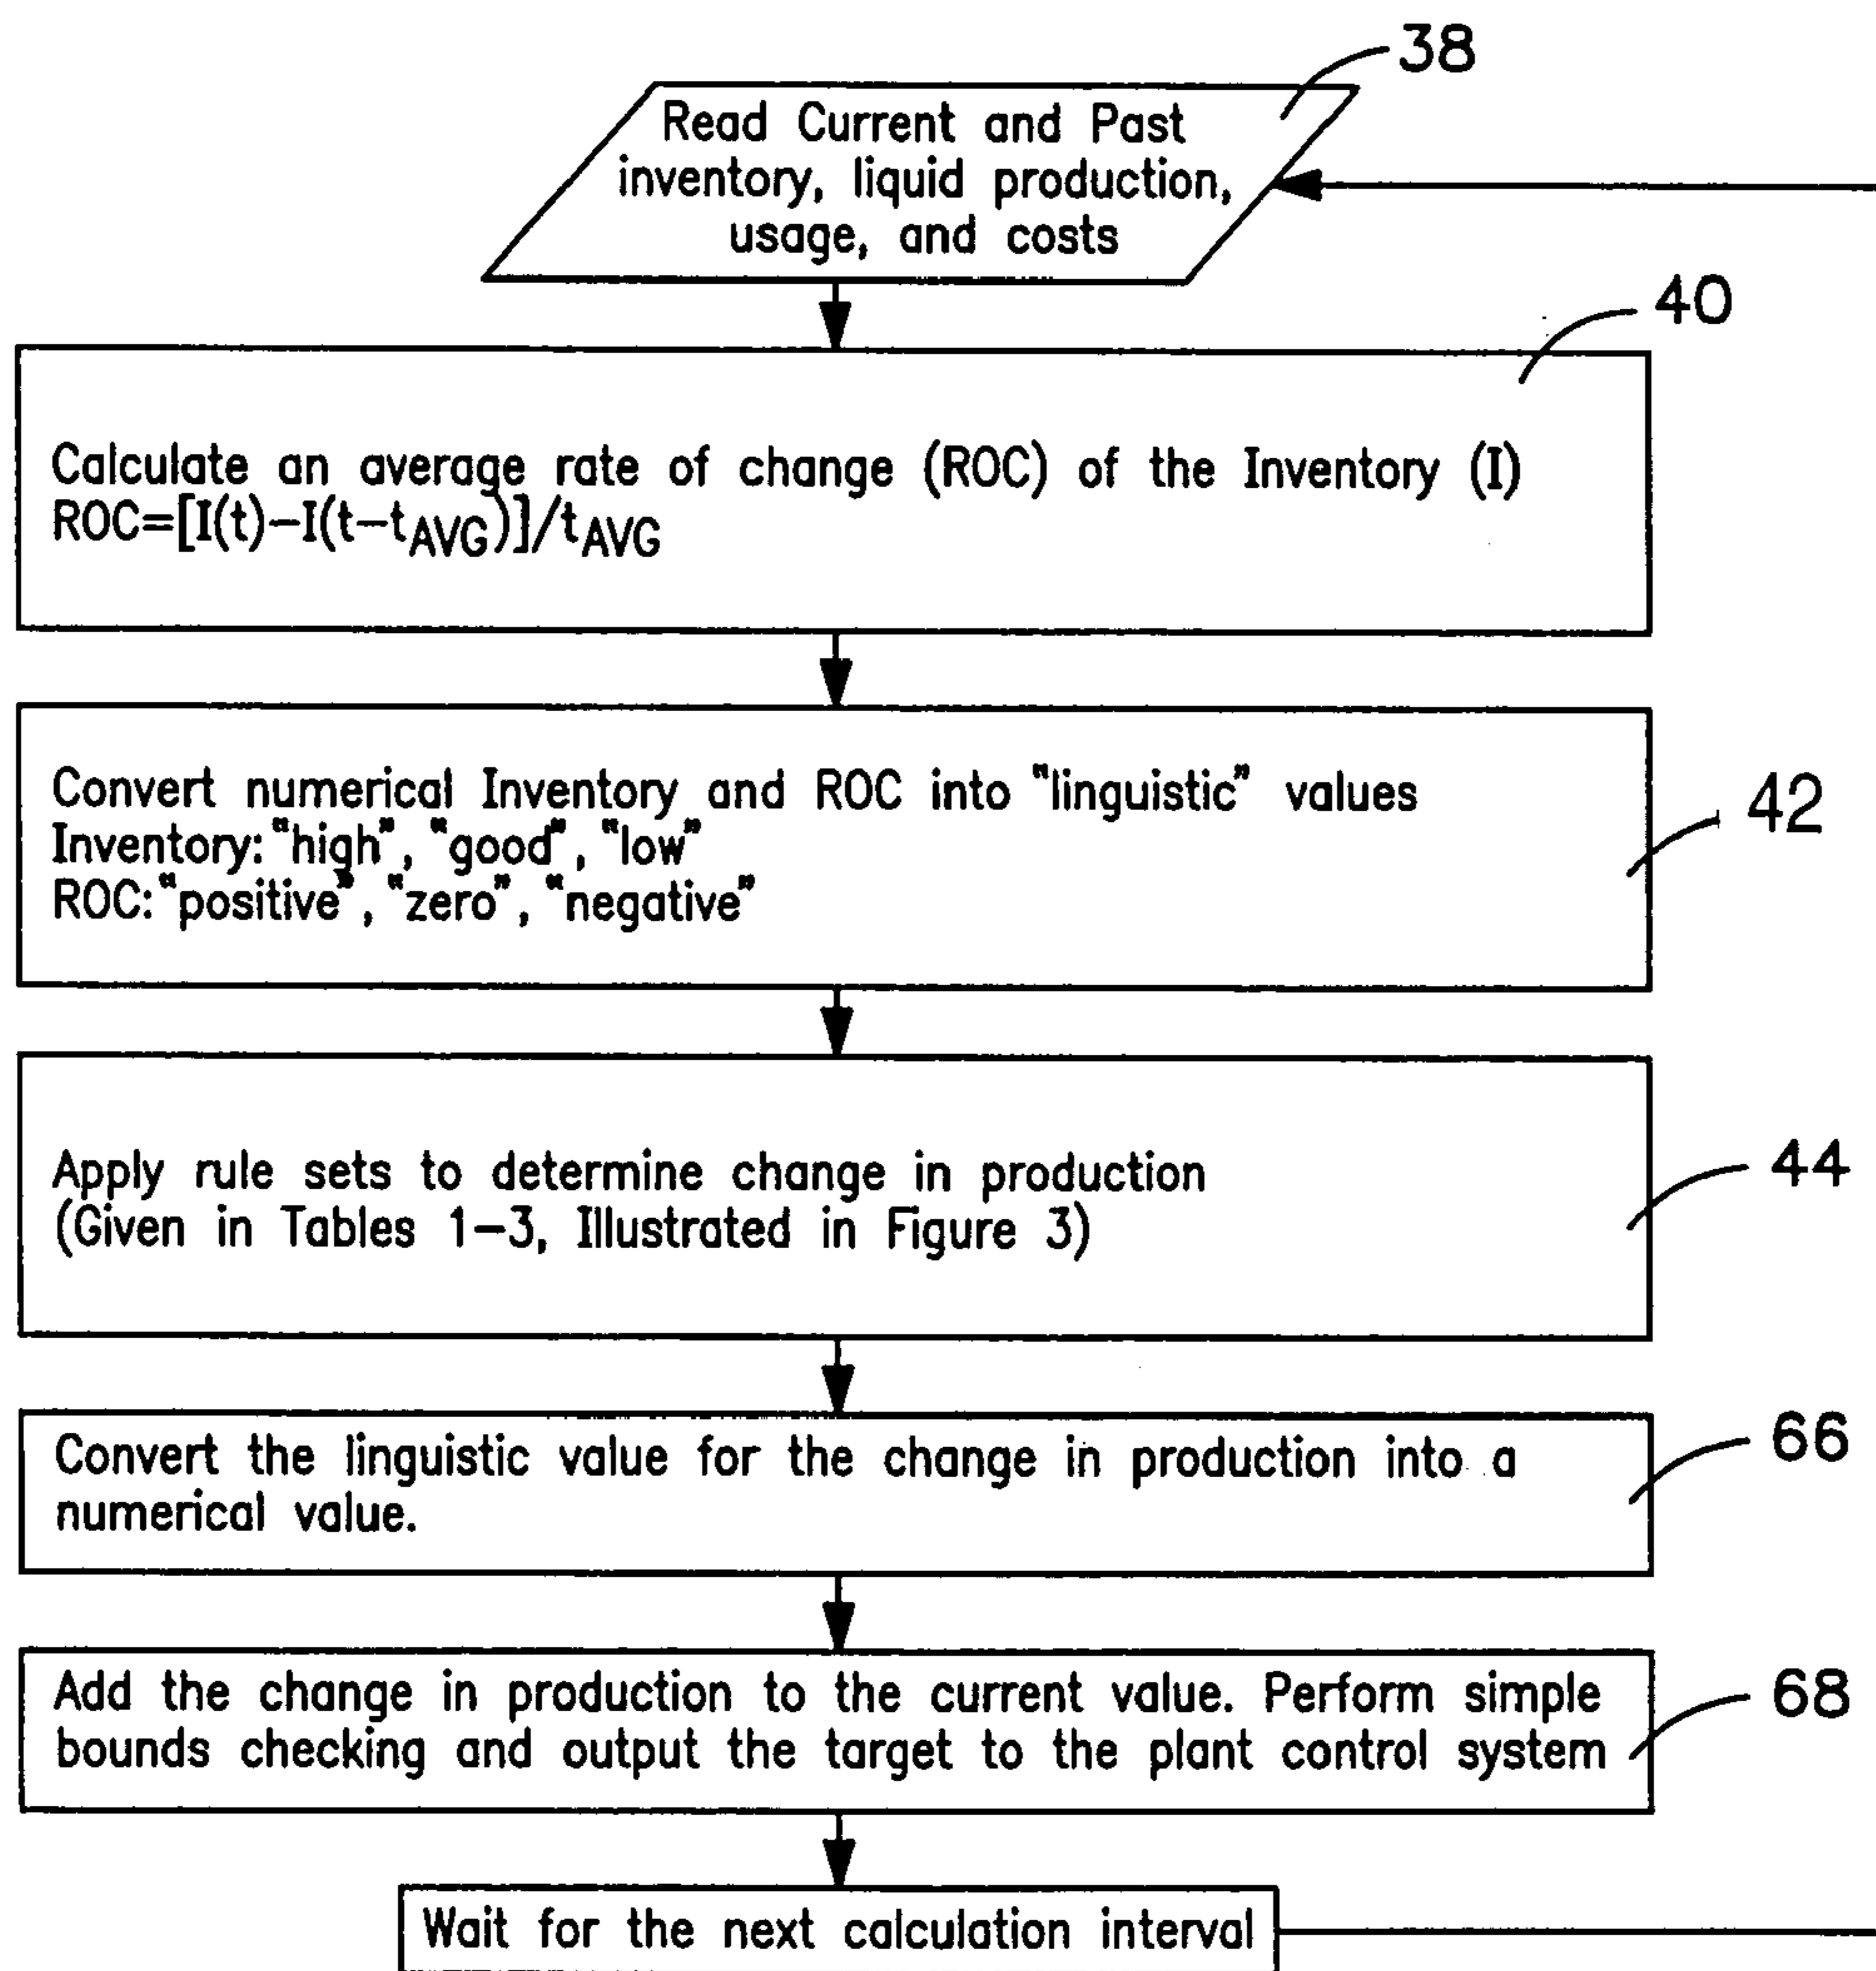 38
Read Current and Past
inventory, liquid production,
usage, and costs
40
Calculate an average rate of change (ROC) of the Inventory (I)
ROC=[I(t)-I(t-tAVG)]/tAVG
Convert numerical Inventory and ROC into "linguistic" values
Inventory:"high", "good", "low"
ROC:"positive", "zero", "negative"
42
Apply rule sets to determine change in production
(Given in Tables 1-3, Illustrated in Figure 3)
44
Convert the linguistic value for the change in production into a
numerical value.
66
Add the change in production to the current value. Perform simple
bounds checking and output the target to the plant control system
68
Wait for the next calculation interval